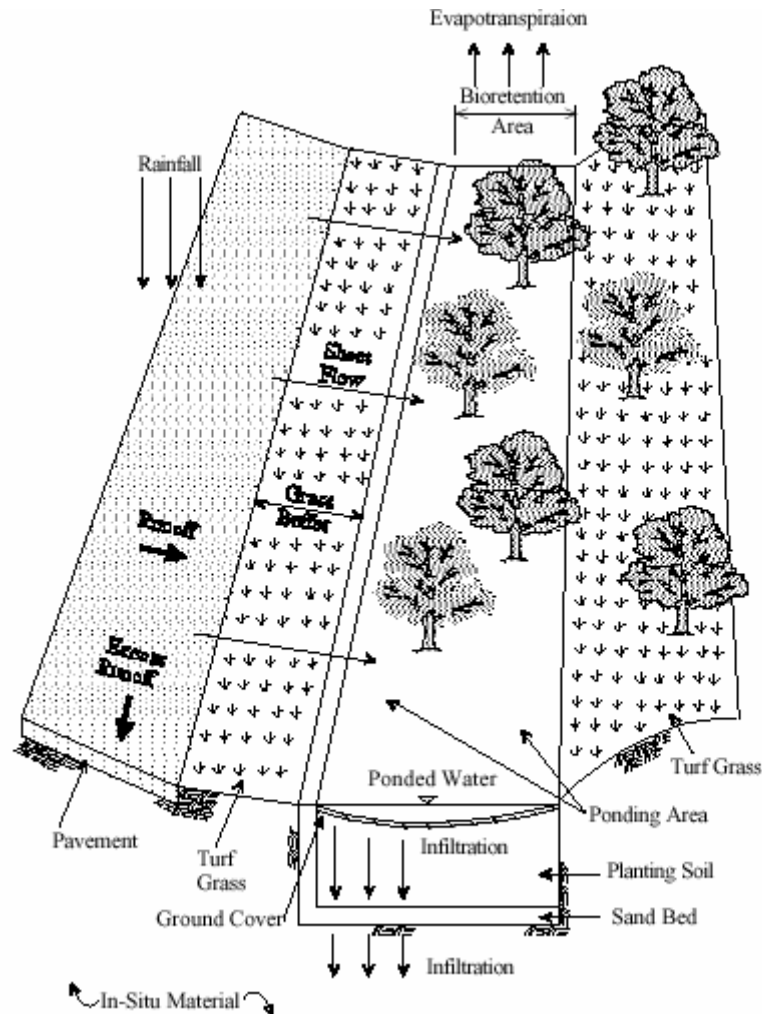 Evapotranspiraion
Bioretention
Area
Rainfall
Sheet
Flow
Grass
Buffer
Runoff
Excess
Runoff
Ponded Water
Turf Grass
Pavement
Ponding Area
Turf
Grass
Infiltration
Planting Soil
Ground Cover
Sand Bed
Infiltration
In-Situ Material